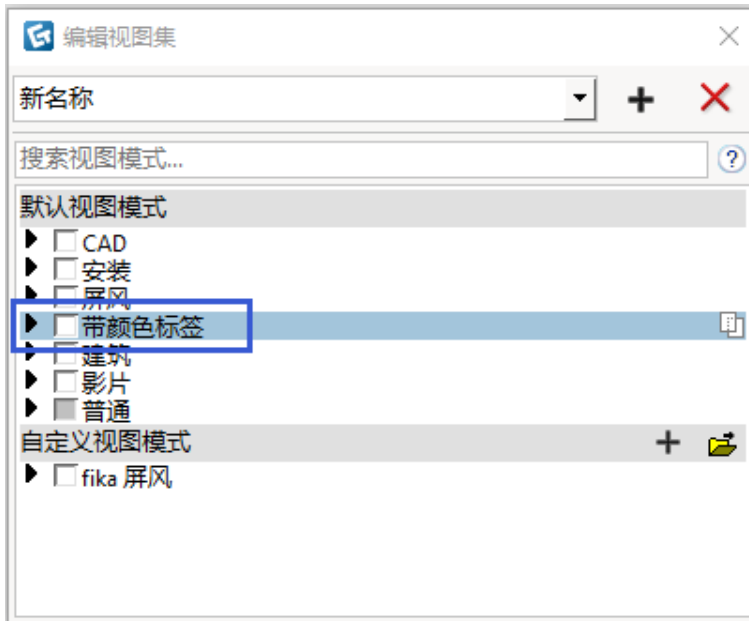 编辑视图集
新名称
搜索视图模式...
默认视图模式
CAD
安装
屏风
带颜色标签
建筑
影片
普通
自定义视图模式
fika 屏风